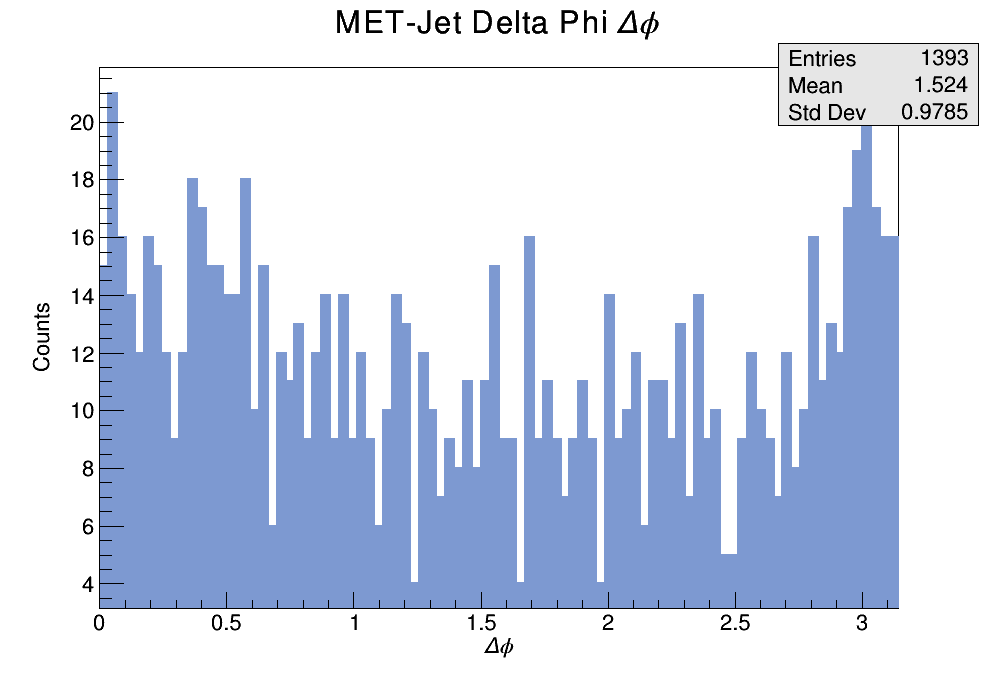 MET-Jet Delta Phi Δϕ
Entries 1393
Mean 1.524
Std Dev 0.9785
20
18
16
14
12
10
8
6
4
Counts
0 0.5 1 1.5 2 2.5 3
Δϕ